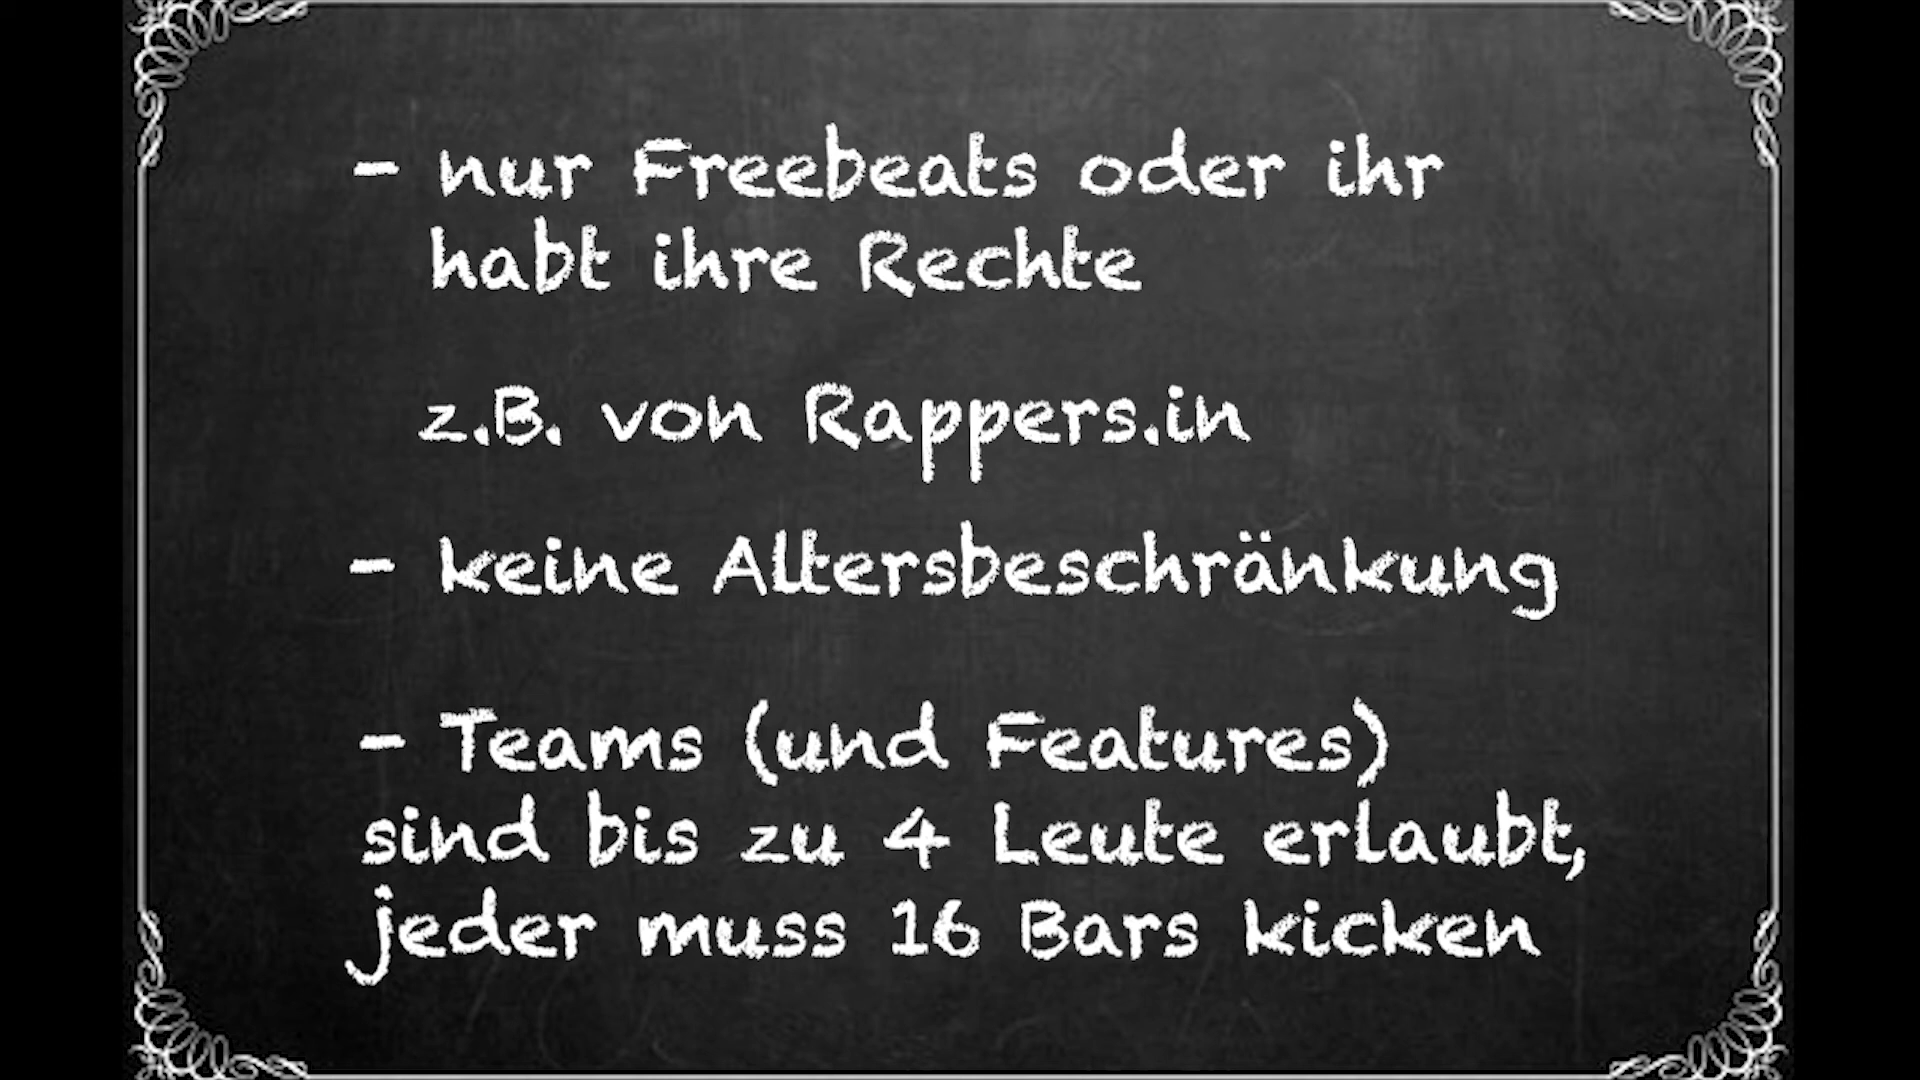 - nur Freebeats oder ihr
habt ihre Rechte
z.B. von Rappers.in
- keine Altersbeschränkung
- Teams (und Features)
sind bis zu 4 Leute erlaubt,
jeder muss 16 Bars kicken